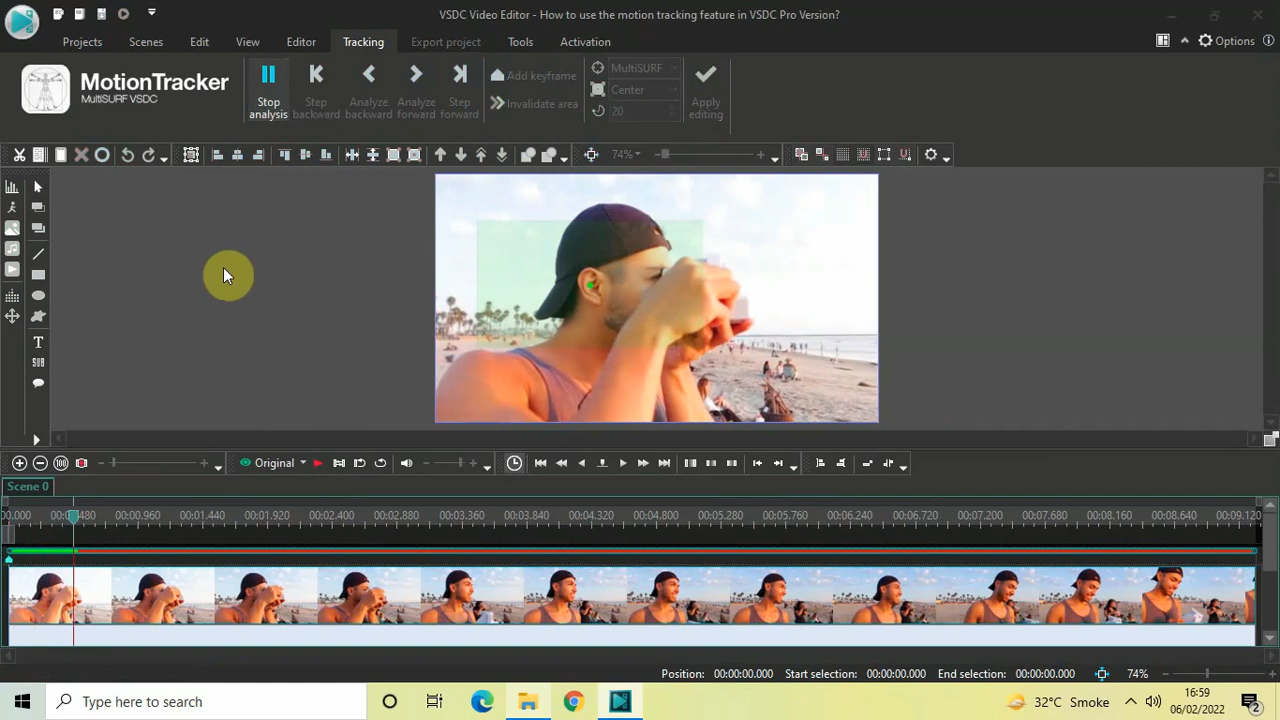 VSDC Video Editor - How to use the motion tracking feature in VSDC Pro Version?
Projects Scenes Edit View Editor Tracking Export project Tools Activation Options
MotionTracker
MultiSURF VSDC
Stop analysis
Step backward
Analyze backward
Analyze forward
Step forward
Add keyframe
Invalidate area
MultiSURF
Center
20
Apply editing
74%
T
SUB
Original
Scene 0
0:00.960 00:01.440 00:01.920 00:02.400 00:02.880 00:03.360 00:03.840 00:04.320 00:04.800 00:05.280 00:05.760 00:06.240 00:06.720 00:07.200 00:07.680 00:08.160 00:08.640 00:09.120
Position: 00:00:00.000 Start selection: 00:00:00.000 End selection: 00:00:00.000 74%
Type here to search
32°C Smoke
16:59
06/02/2022
2